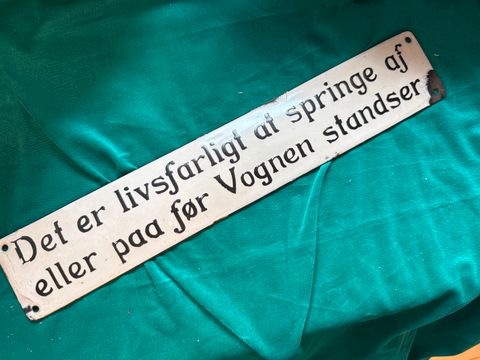 Det er livsfarligt at springe af
eller paa før Vognen standser